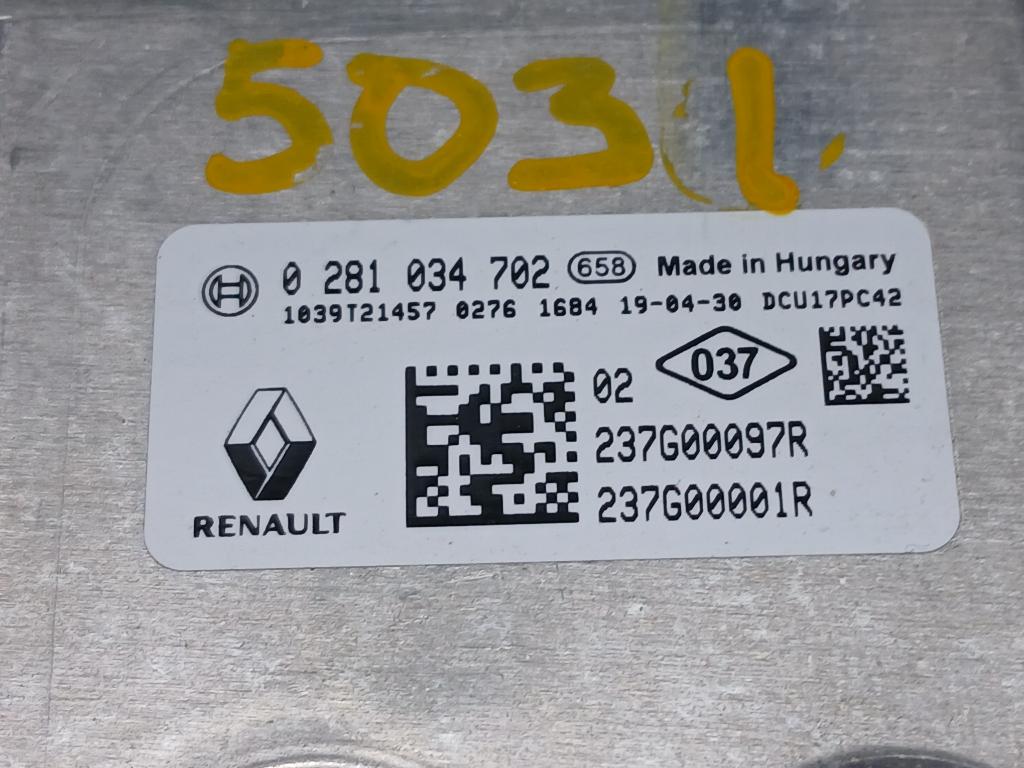 5031.
0 281 034 702 658 Made in Hungary
1039T21457 0276 1684 19-04-30 DCU17PC42
02 037
237G00097R
237G00001R
RENAULT